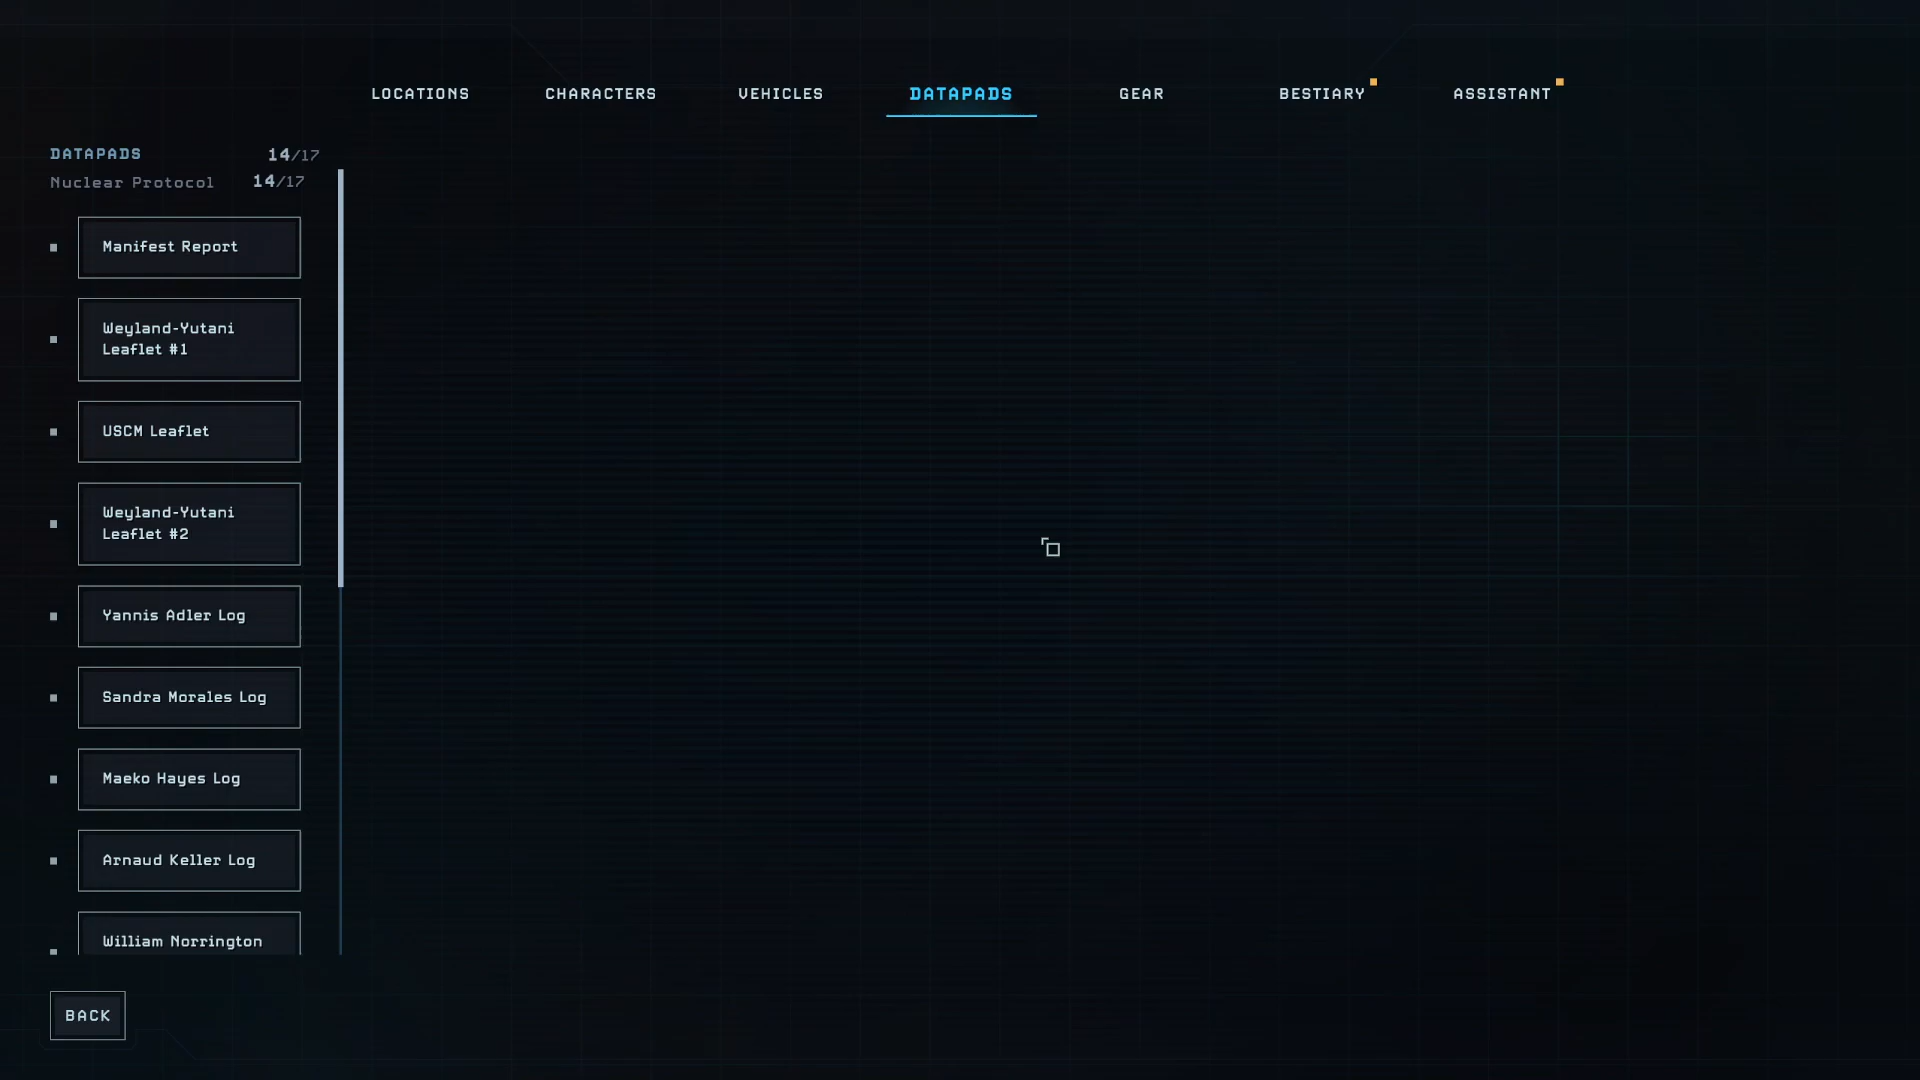 LOCATIONS
CHARACTERS
VEHICLES
DATAPADS
GEAR
BESTIARY
ASSISTANT
DATAPADS 14/17
Nuclear Protocol 14/17
Manifest Report
Weyland-Yutani
Leaflet #1
USCM Leaflet
Weyland-Yutani
Leaflet #2
Yannis Adler Log
Sandra Morales Log
Maeko Hayes Log
Arnaud Keller Log
William Norrington
BACK